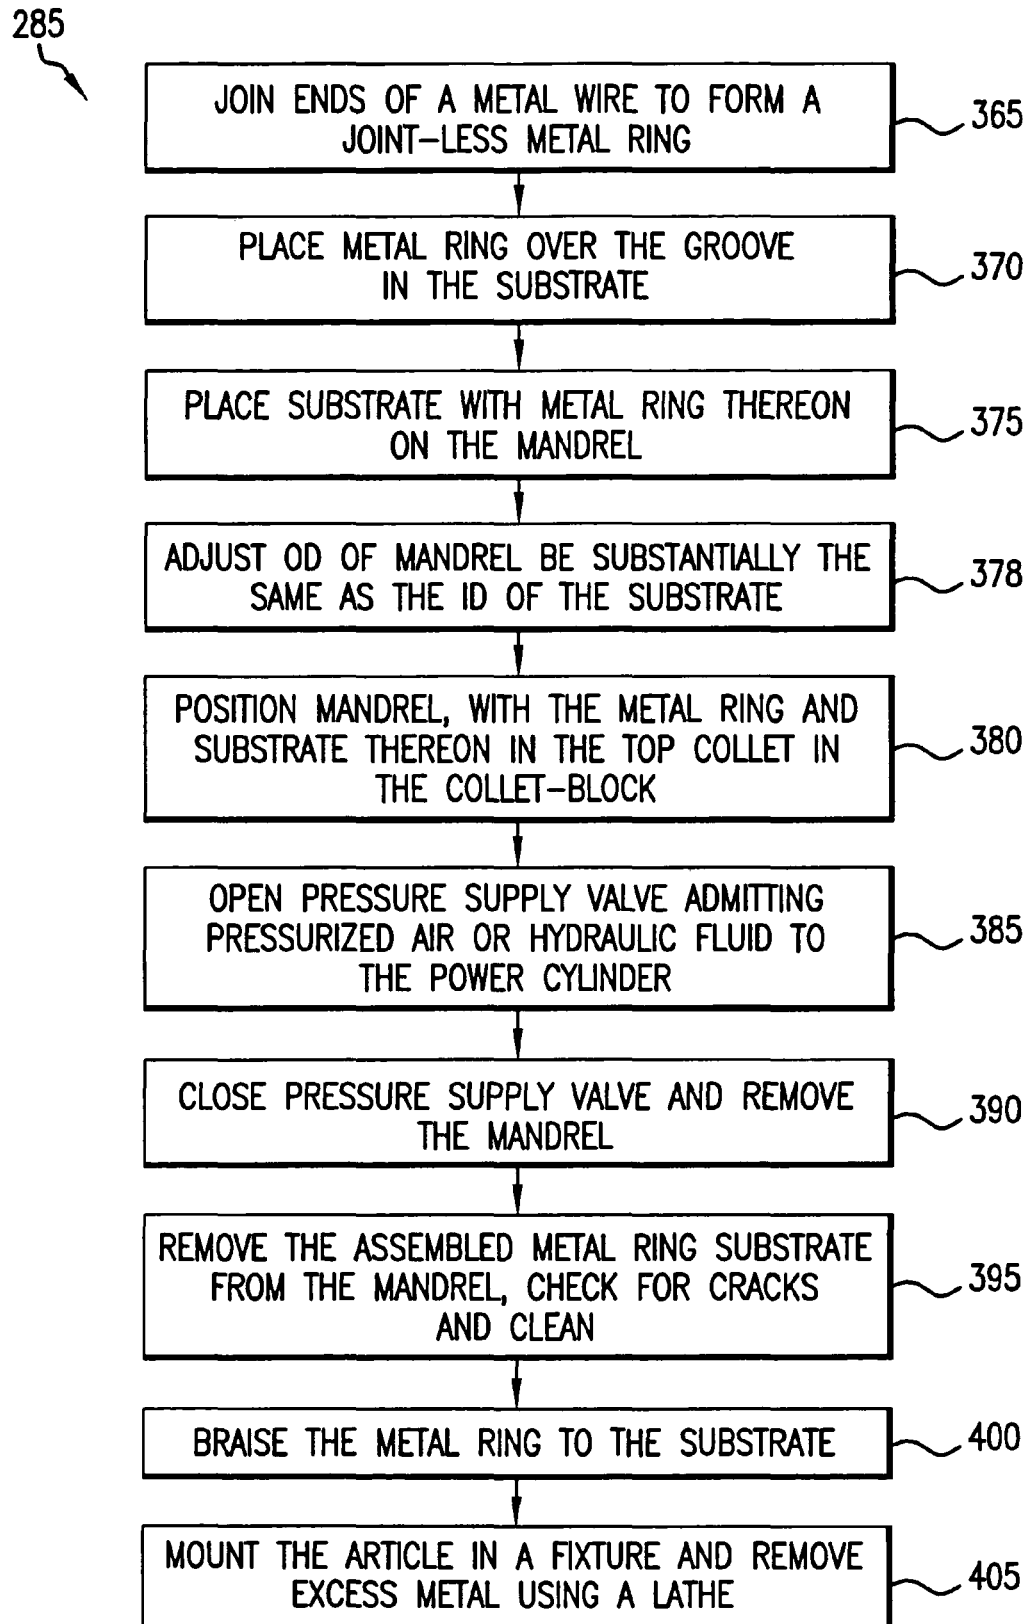 285
JOIN ENDS OF A METAL WIRE TO FORM A
JOINT-LESS METAL RING
365
PLACE METAL RING OVER THE GROOVE
IN THE SUBSTRATE
370
PLACE SUBSTRATE WITH METAL RING THEREON
ON THE MANDREL
375
ADJUST OD OF MANDREL BE SUBSTANTIALLY THE
SAME AS THE ID OF THE SUBSTRATE
378
POSITION MANDREL, WITH THE METAL RING AND
SUBSTRATE THEREON IN THE TOP COLLET IN
THE COLLET-BLOCK
380
OPEN PRESSURE SUPPLY VALVE ADMITTING
PRESSURIZED AIR OR HYDRAULIC FLUID TO
THE POWER CYLINDER
385
CLOSE PRESSURE SUPPLY VALVE AND REMOVE
THE MANDREL
390
REMOVE THE ASSEMBLED METAL RING SUBSTRATE
FROM THE MANDREL, CHECK FOR CRACKS
AND CLEAN
395
BRAISE THE METAL RING TO THE SUBSTRATE
400
MOUNT THE ARTICLE IN A FIXTURE AND REMOVE
EXCESS METAL USING A LATHE
405